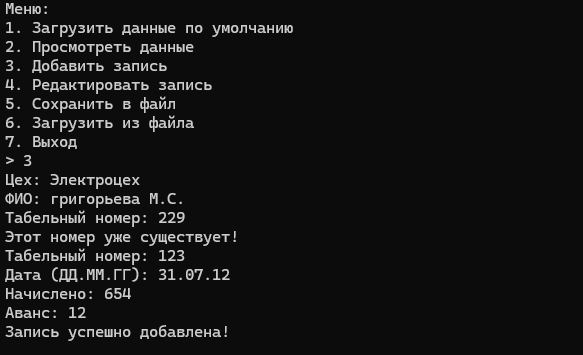 Меню:
1. Загрузить данные по умолчанию
2. Просмотреть данные
3. Добавить запись
4. Редактировать запись
5. Сохранить в файл
6. Загрузить из файла
7. Выход
> 3
Цех: Электроцех
ФИО: григорьева М.С.
Табельный номер: 229
Этот номер уже существует!
Табельный номер: 123
Дата (ДД.ММ.ГГ): 31.07.12
Начислено: 654
Аванс: 12
Запись успешно добавлена!